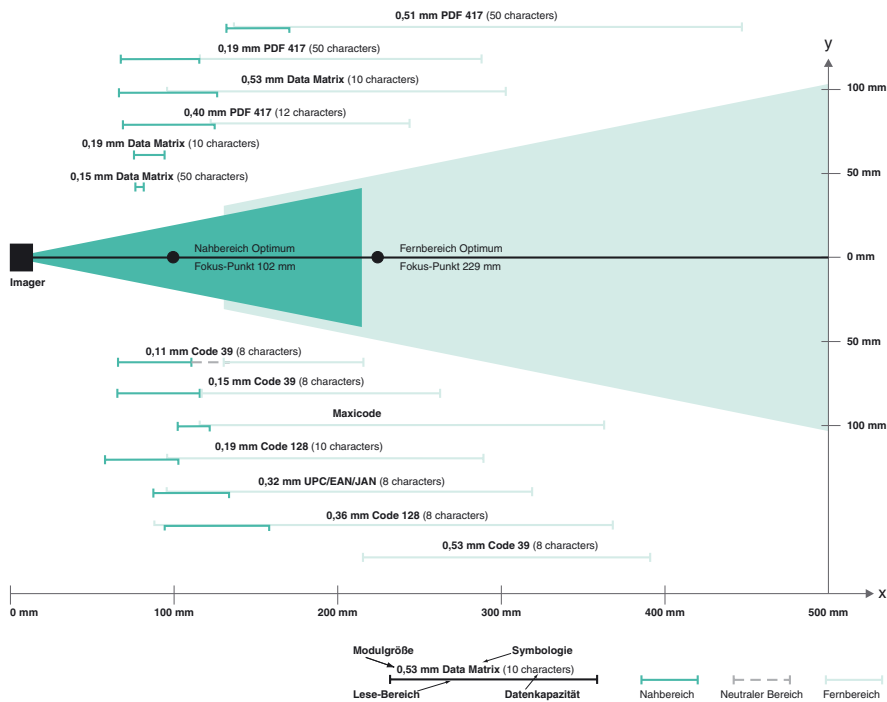 0,51 mm PDF 417 (50 characters)
y
0,19 mm PDF 417 (50 characters)
0,53 mm Data Matrix (10 characters)
100 mm
0,40 mm PDF 417 (12 characters)
0,19 mm Data Matrix (10 characters)
0,15 mm Data Matrix (50 characters)
50 mm
Nahbereich Optimum
Fokus-Punkt 102 mm
Fernbereich Optimum
Fokus-Punkt 229 mm
0 mm
Imager
50 mm
0,11 mm Code 39 (8 characters)
0,15 mm Code 39 (8 characters)
Maxicode
100 mm
0,19 mm Code 128 (10 characters)
0,32 mm UPC/EAN/JAN (8 characters)
0,36 mm Code 128 (8 characters)
0,53 mm Code 39 (8 characters)
x
0 mm
100 mm
200 mm
300 mm
400 mm
500 mm
Modulgröße
Symbologie
0,53 mm Data Matrix (10 characters)
Lese-Bereich
Datenkapazität
Nahbereich
Neutraler Bereich
Fernbereich